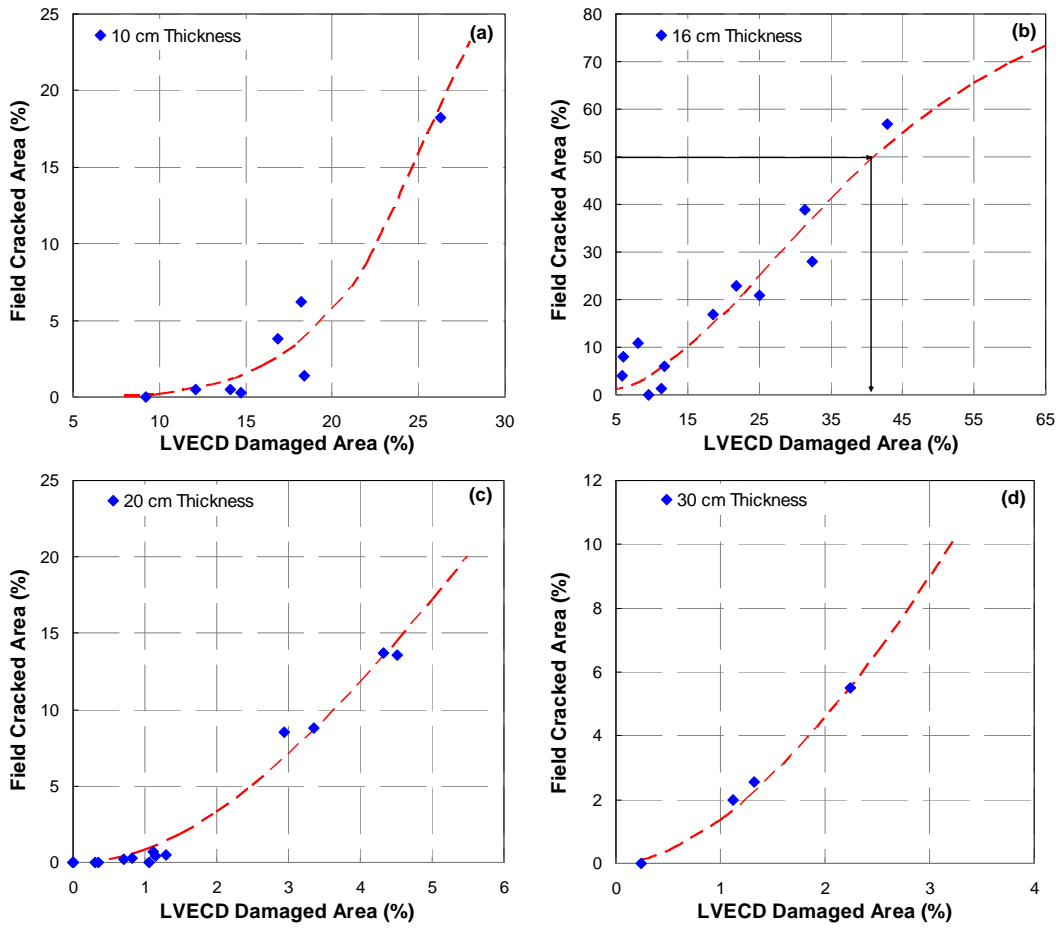 (a)
10 cm Thickness
25
20
15
10
5
0
Field Cracked Area (%)
5 10 15 20 25 30
LVECD Damaged Area (%)
(b)
16 cm Thickness
80
70
60
50
40
30
20
10
0
Field Cracked Area (%)
5 15 25 35 45 55 65
LVECD Damaged Area (%)
(c)
20 cm Thickness
25
20
15
10
5
0
Field Cracked Area (%)
0 1 2 3 4 5 6
LVECD Damaged Area (%)
(d)
30 cm Thickness
12
10
8
6
4
2
0
Field Cracked Area (%)
0 1 2 3 4
LVECD Damaged Area (%)